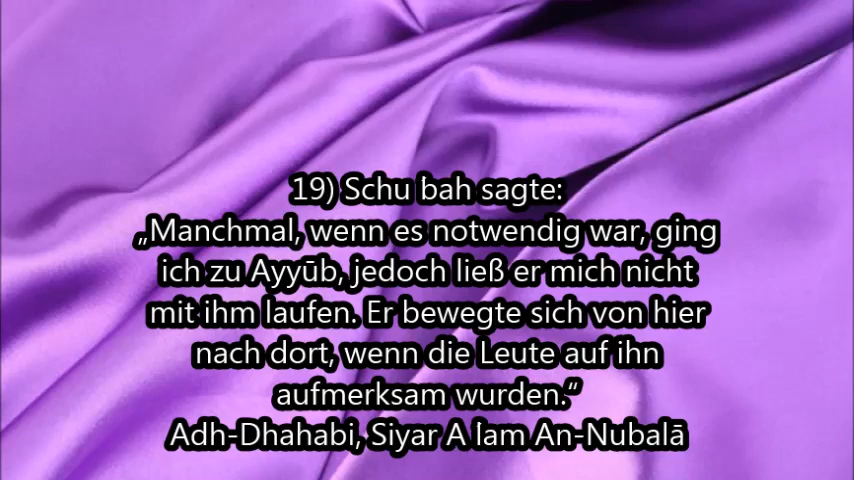 19) Schu bah sagte:
„Manchmal, wenn es notwendig war, ging
ich zu Ayyūb, jedoch ließ er mich nicht
mit ihm laufen. Er bewegte sich von hier
nach dort, wenn die Leute auf ihn
aufmerksam wurden.“
Adh-Dhahabi, Siyar A lam An-Nubalā